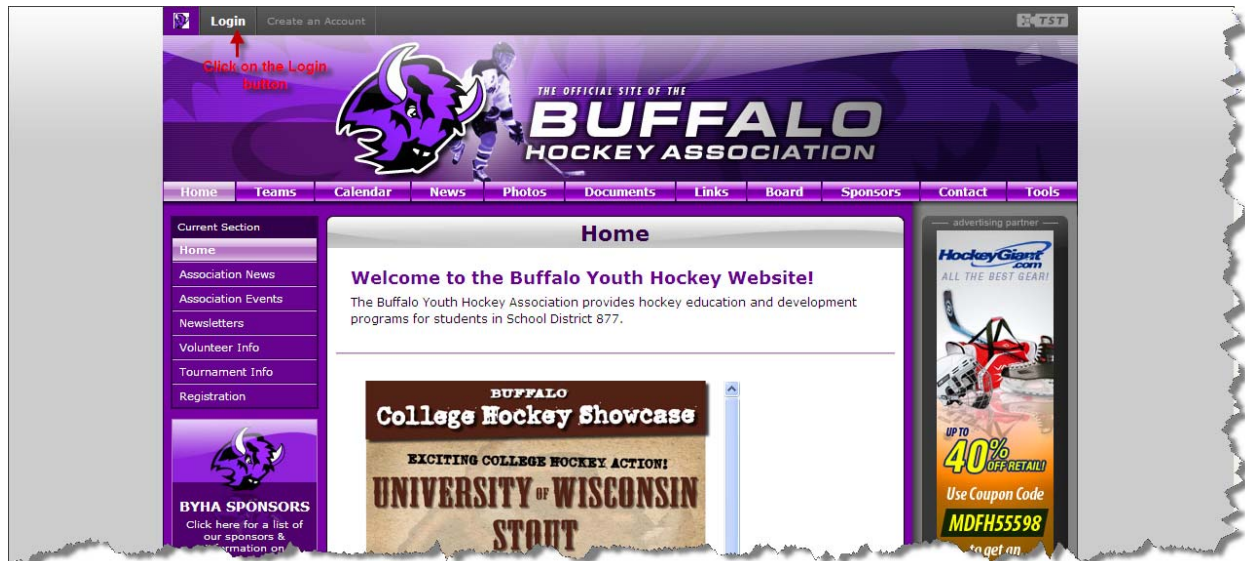 Login Create an Account TST
Click on the Login
button
THE OFFICIAL SITE OF THE
BUFFALO
HOCKEY ASSOCIATION
Home Teams Calendar News Photos Documents Links Board Sponsors Contact Tools
Current Section
Home
Association News
Association Events
Newsletters
Volunteer Info
Tournament Info
Registration
BYHA SPONSORS
Click here for a list of
our sponsors &
information on
Home
Welcome to the Buffalo Youth Hockey Website!
The Buffalo Youth Hockey Association provides hockey education and development
programs for students in School District 877.
BUFFALO
College Hockey Showcase
EXCITING COLLEGE HOCKEY ACTION!
UNIVERSITY OF WISCONSIN
STOUT
advertising partner
HockeyGiant
.com
ALL THE BEST GEAR!
UP TO
40% OFF RETAIL!
Use Coupon Code
MDFH55598
to get an